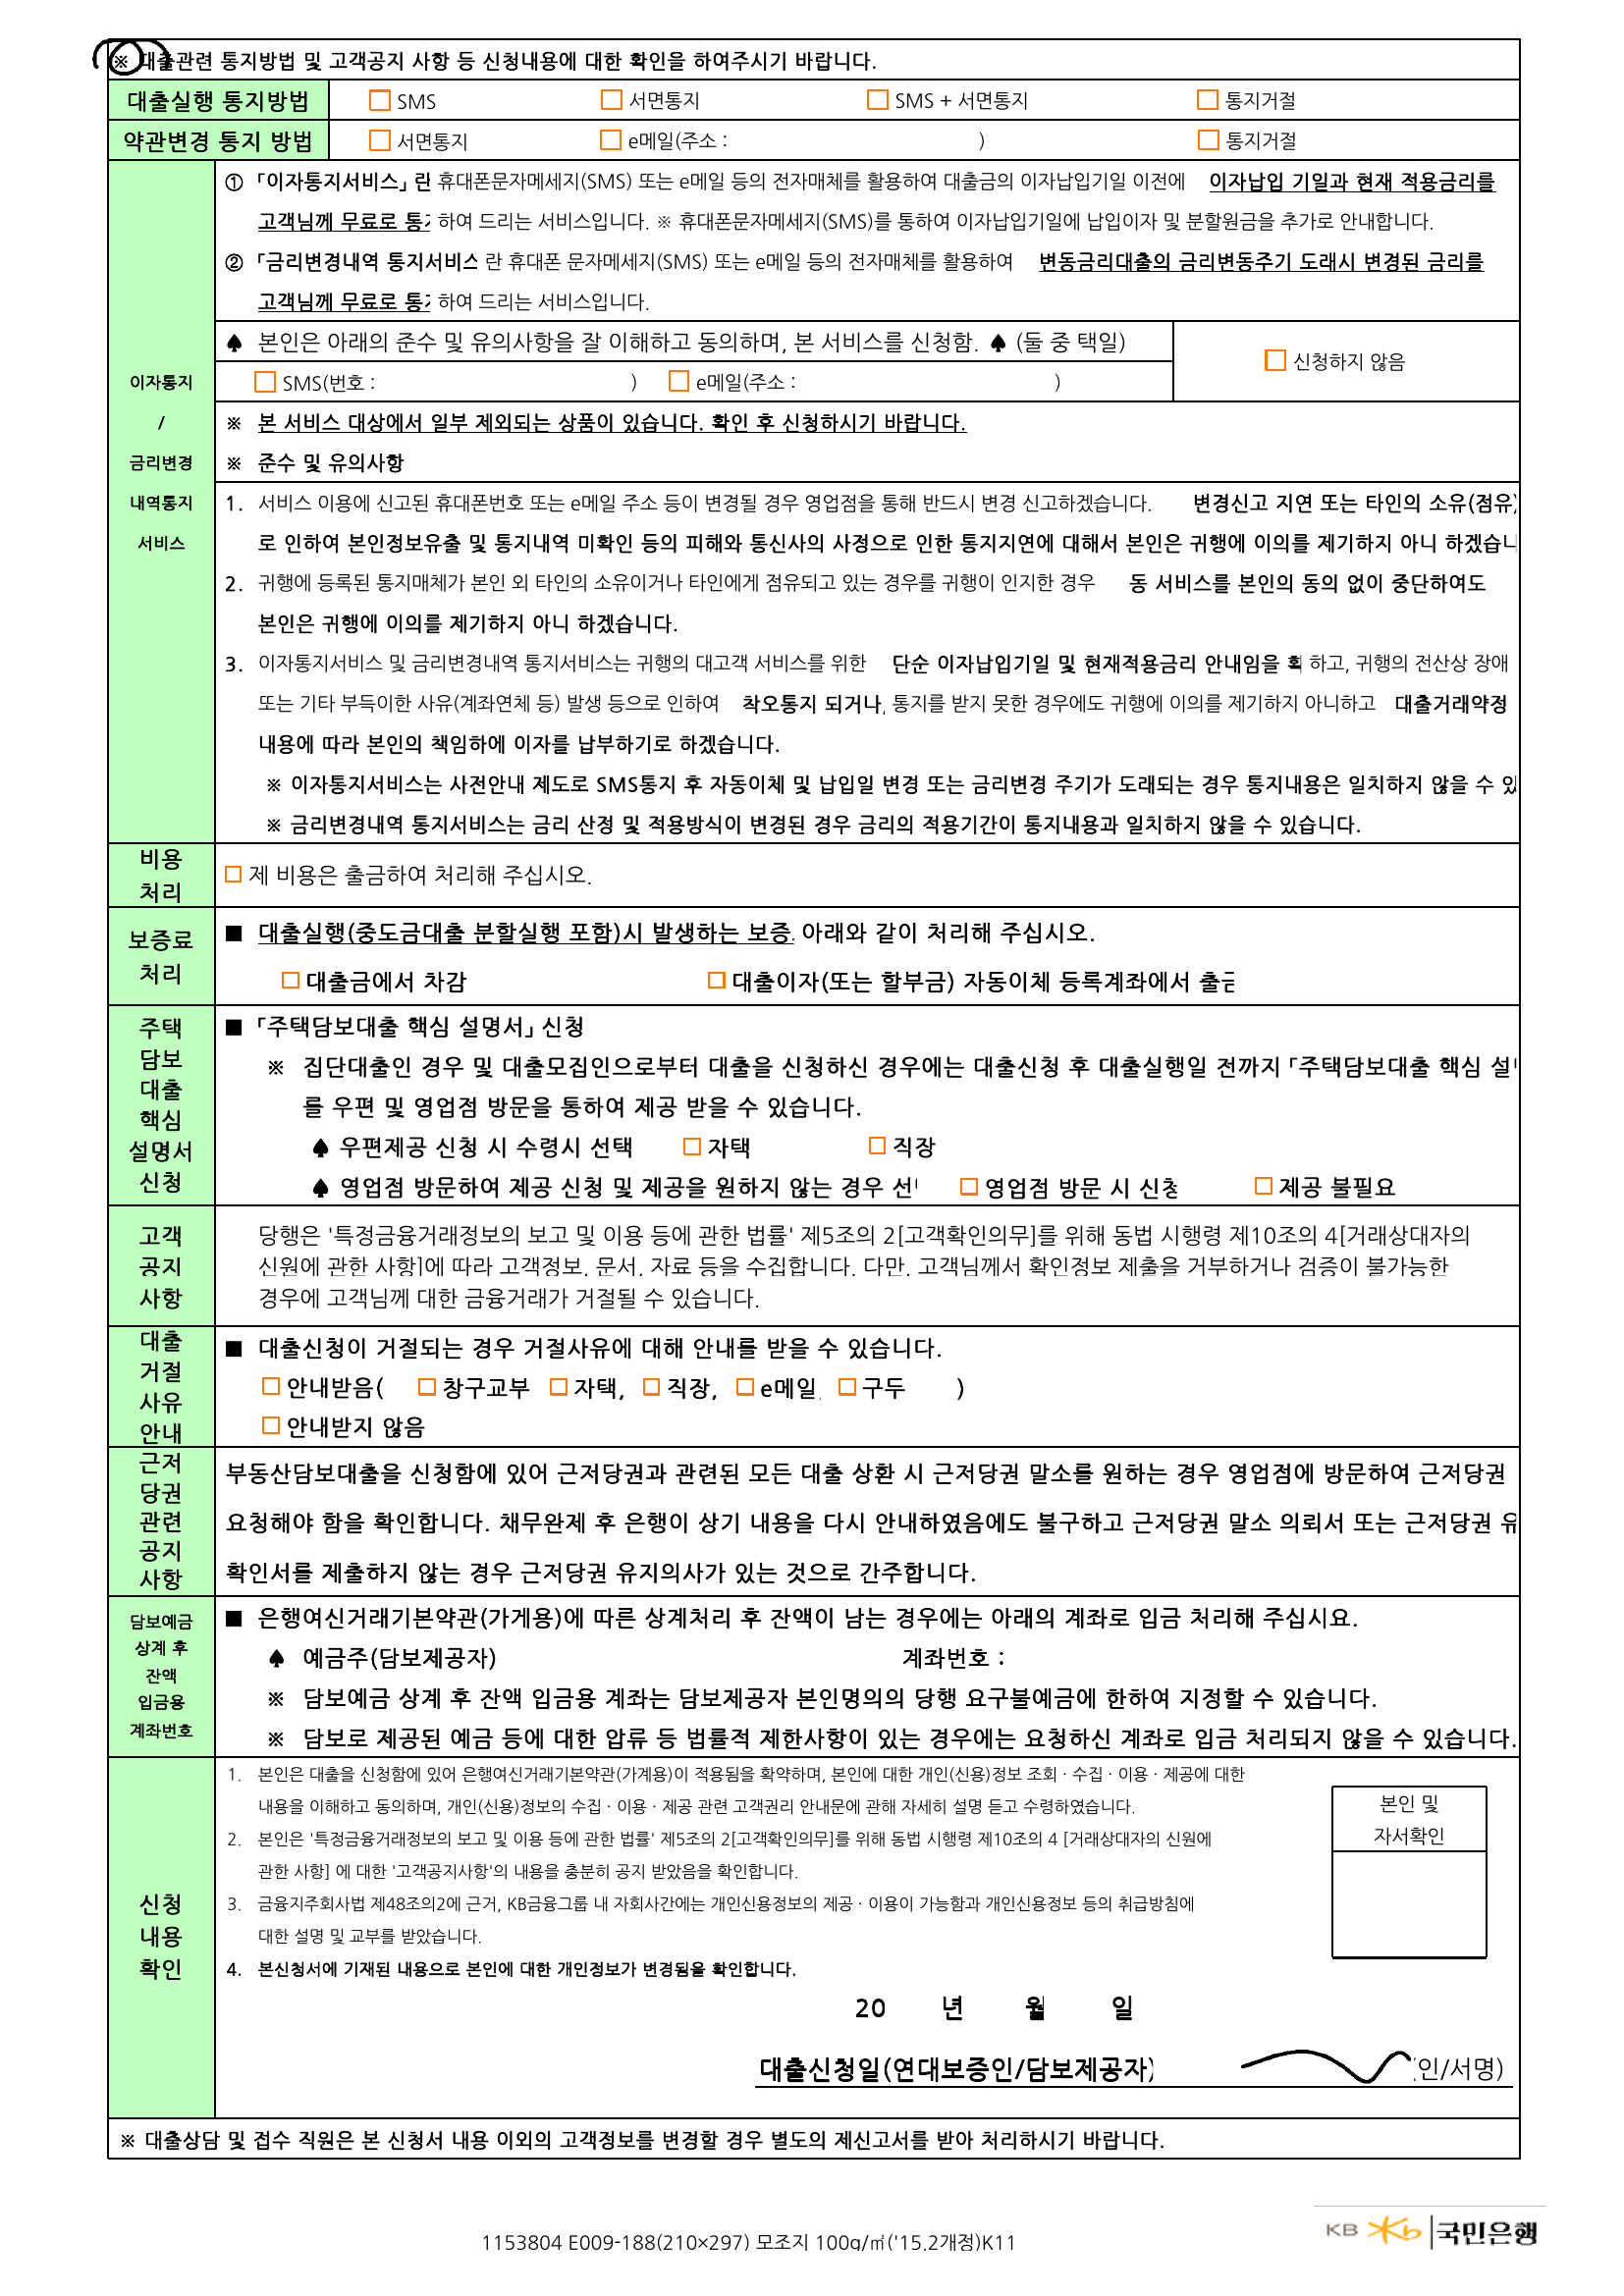 ※ 대출관련 통지방법 및 고객공지 사항 등 신청내용에 대한 확인을 하여주시기 바랍니다.
대출실행 통지방법 SMS 서면통지 SMS + 서면통지 통지거절
약관변경 통지 방법 서면통지 e메일(주소 : ) 통지거절
이자통지
/
금리변경
내역통지
서비스
① 「이자통지서비스」 란 휴대폰문자메세지(SMS) 또는 e메일 등의 전자매체를 활용하여 대출금의 이자납입기일 이전에 이자납입 기일과 현재 적용금리를
고객님께 무료로 통지 하여 드리는 서비스입니다. ※ 휴대폰문자메세지(SMS)를 통하여 이자납입기일에 납입이자 및 분할원금을 추가로 안내합니다.
② 「금리변경내역 통지서비스 란 휴대폰 문자메세지(SMS) 또는 e메일 등의 전자매체를 활용하여 변동금리대출의 금리변동주기 도래시 변경된 금리를
고객님께 무료로 통지 하여 드리는 서비스입니다.
♠ 본인은 아래의 준수 및 유의사항을 잘 이해하고 동의하며, 본 서비스를 신청함. ♠ (둘 중 택일)
SMS(번호 : ) e메일(주소 : ) 신청하지 않음
※ 본 서비스 대상에서 일부 제외되는 상품이 있습니다. 확인 후 신청하시기 바랍니다.
※ 준수 및 유의사항
1. 서비스 이용에 신고된 휴대폰번호 또는 e메일 주소 등이 변경될 경우 영업점을 통해 반드시 변경 신고하겠습니다. 변경신고 지연 또는 타인의 소유(점유)
로 인하여 본인정보유출 및 통지내역 미확인 등의 피해와 통신사의 사정으로 인한 통지지연에 대해서 본인은 귀행에 이의를 제기하지 아니 하겠습니
2. 귀행에 등록된 통지매체가 본인 외 타인의 소유이거나 타인에게 점유되고 있는 경우를 귀행이 인지한 경우 동 서비스를 본인의 동의 없이 중단하여도
본인은 귀행에 이의를 제기하지 아니 하겠습니다.
3. 이자통지서비스 및 금리변경내역 통지서비스는 귀행의 대고객 서비스를 위한 단순 이자납입기일 및 현재적용금리 안내임을 확 하고, 귀행의 전산상 장애
또는 기타 부득이한 사유(계좌연체 등) 발생 등으로 인하여 착오통지 되거나, 통지를 받지 못한 경우에도 귀행에 이의를 제기하지 아니하고 대출거래약정
내용에 따라 본인의 책임하에 이자를 납부하기로 하겠습니다.
※ 이자통지서비스는 사전안내 제도로 SMS통지 후 자동이체 및 납입일 변경 또는 금리변경 주기가 도래되는 경우 통지내용은 일치하지 않을 수 있
※ 금리변경내역 통지서비스는 금리 산정 및 적용방식이 변경된 경우 금리의 적용기간이 통지내용과 일치하지 않을 수 있습니다.
비용
처리
제 비용은 출금하여 처리해 주십시오.
보증료
처리
■ 대출실행(중도금대출 분할실행 포함)시 발생하는 보증 아래와 같이 처리해 주십시오.
대출금에서 차감 대출이자(또는 할부금) 자동이체 등록계좌에서 출금
주택
담보
대출
핵심
설명서
신청
■ 「주택담보대출 핵심 설명서」 신청
※ 집단대출인 경우 및 대출모집인으로부터 대출을 신청하신 경우에는 대출신청 후 대출실행일 전까지 「주택담보대출 핵심 설명
를 우편 및 영업점 방문을 통하여 제공 받을 수 있습니다.
♠ 우편제공 신청 시 수령시 선택 자택 직장
♠ 영업점 방문하여 제공 신청 및 제공을 원하지 않는 경우 선 영업점 방문 시 신청 제공 불필요
고객
공지
사항
당행은 '특정금융거래정보의 보고 및 이용 등에 관한 법률' 제5조의 2[고객확인의무]를 위해 동법 시행령 제10조의 4[거래상대자의
신원에 관한 사항]에 따라 고객정보, 문서, 자료 등을 수집합니다. 다만, 고객님께서 확인정보 제출을 거부하거나 검증이 불가능한
경우에 고객님께 대한 금융거래가 거절될 수 있습니다.
대출
거절
사유
안내
■ 대출신청이 거절되는 경우 거절사유에 대해 안내를 받을 수 있습니다.
안내받음( 창구교부 자택, 직장, e메일, 구두 )
안내받지 않음
근저
당권
관련
공지
사항
부동산담보대출을 신청함에 있어 근저당권과 관련된 모든 대출 상환 시 근저당권 말소를 원하는 경우 영업점에 방문하여 근저당권
요청해야 함을 확인합니다. 채무완제 후 은행이 상기 내용을 다시 안내하였음에도 불구하고 근저당권 말소 의뢰서 또는 근저당권 유
확인서를 제출하지 않는 경우 근저당권 유지의사가 있는 것으로 간주합니다.
담보예금
상계 후
잔액
입금용
계좌번호
■ 은행여신거래기본약관(가게용)에 따른 상계처리 후 잔액이 남는 경우에는 아래의 계좌로 입금 처리해 주십시요.
♠ 예금주(담보제공자) 계좌번호 :
※ 담보예금 상계 후 잔액 입금용 계좌는 담보제공자 본인명의의 당행 요구불예금에 한하여 지정할 수 있습니다.
※ 담보로 제공된 예금 등에 대한 압류 등 법률적 제한사항이 있는 경우에는 요청하신 계좌로 입금 처리되지 않을 수 있습니다.
신청
내용
확인
1. 본인은 대출을 신청함에 있어 은행여신거래기본약관(가계용)이 적용됨을 확약하며, 본인에 대한 개인(신용)정보 조회ㆍ수집ㆍ이용ㆍ제공에 대한
내용을 이해하고 동의하며, 개인(신용)정보의 수집ㆍ이용ㆍ제공 관련 고객권리 안내문에 관해 자세히 설명 듣고 수령하였습니다.
2. 본인은 '특정금융거래정보의 보고 및 이용 등에 관한 법률' 제5조의 2[고객확인의무]를 위해 동법 시행령 제10조의 4 [거래상대자의 신원에
관한 사항] 에 대한 '고객공지사항'의 내용을 충분히 공지 받았음을 확인합니다.
3. 금융지주회사법 제48조의2에 근거, KB금융그룹 내 자회사간에는 개인신용정보의 제공ㆍ이용이 가능함과 개인신용정보 등의 취급방침에
대한 설명 및 교부를 받았습니다.
4. 본신청서에 기재된 내용으로 본인에 대한 개인정보가 변경됨을 확인합니다.
본인 및
자서확인
20 년 월 일
대출신청일(연대보증인/담보제공자) (인/서명)
※ 대출상담 및 접수 직원은 본 신청서 내용 이외의 고객정보를 변경할 경우 별도의 제신고서를 받아 처리하시기 바랍니다.
1153804 E009-188(210×297) 모조지 100g/㎡('15.2개정)K11
KB 국민은행